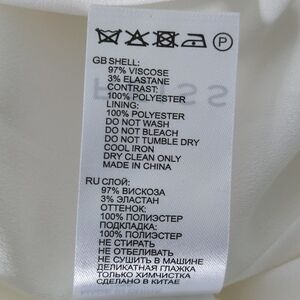 P
GB SHELL:
97% VISCOSE
3% ELASTANE
CONTRAST:
100% POLYESTER
LINING:
100% POLYESTER
DO NOT WASH
DO NOT BLEACH
DO NOT TUMBLE DRY
COOL IRON
DRY CLEAN ONLY
MADE IN CHINA
RU СЛОЙ:
97% ВИСКОЗА
3% ЭЛАСТАН
ОТТЕНОК:
100% ПОЛИЭСТЕР
ПОДКЛАДКА:
100% ПОЛИЭСТЕР
НЕ СТИРАТЬ
НЕ ОТБЕЛИВАТЬ
НЕ СУШИТЬ В МАШИНЕ
ДЕЛИКАТНАЯ ГЛАЖКА
ТОЛЬКО ХИМЧИСТКА
СДЕЛАНО В КИТАЕ